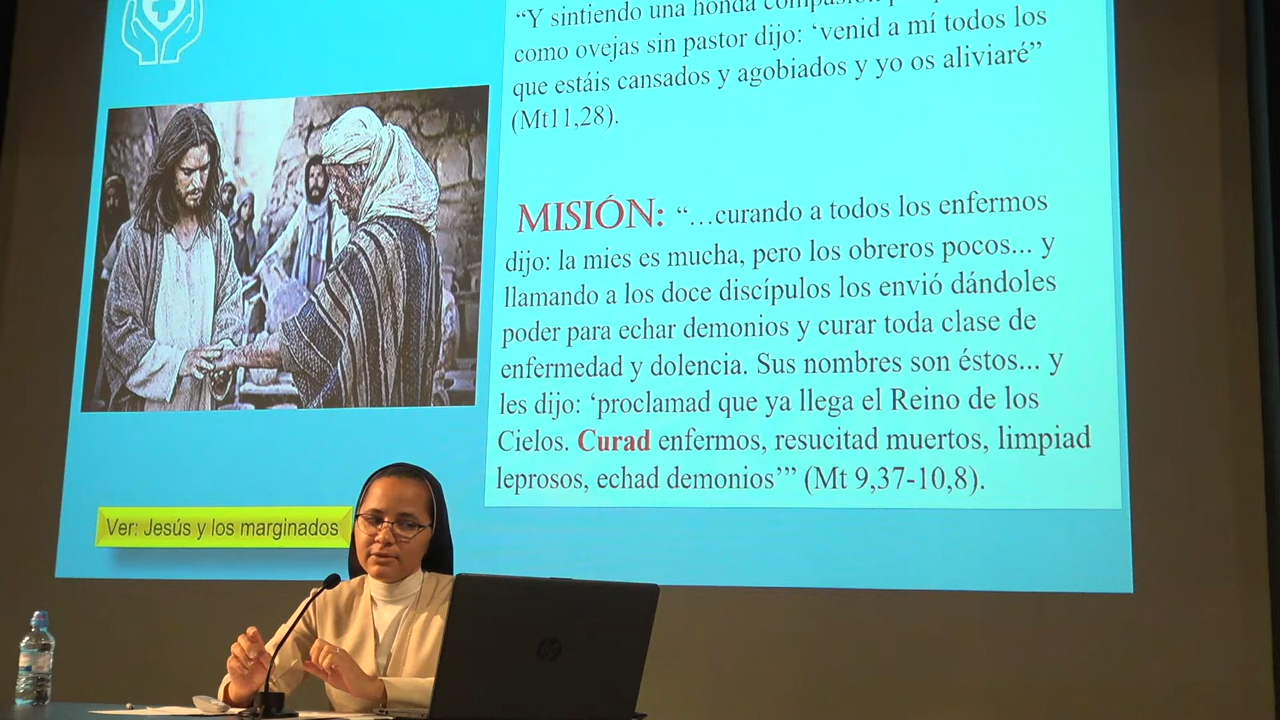 “Y sintiendo una honda compasión
como ovejas sin pastor dijo: ‘venid a mí todos los
que estáis cansados y agobiados y yo os aliviaré”
(Mt11,28).
MISIÓN: “…curando a todos los enfermos
dijo: la mies es mucha, pero los obreros pocos... y
llamando a los doce discípulos los envió dándoles
poder para echar demonios y curar toda clase de
enfermedad y dolencia. Sus nombres son éstos... y
les dijo: ‘proclamad que ya llega el Reino de los
Cielos. Curad enfermos, resucitad muertos, limpiad
leprosos, echad demonios’” (Mt 9,37-10,8).
Ver: Jesús y los marginados
hp